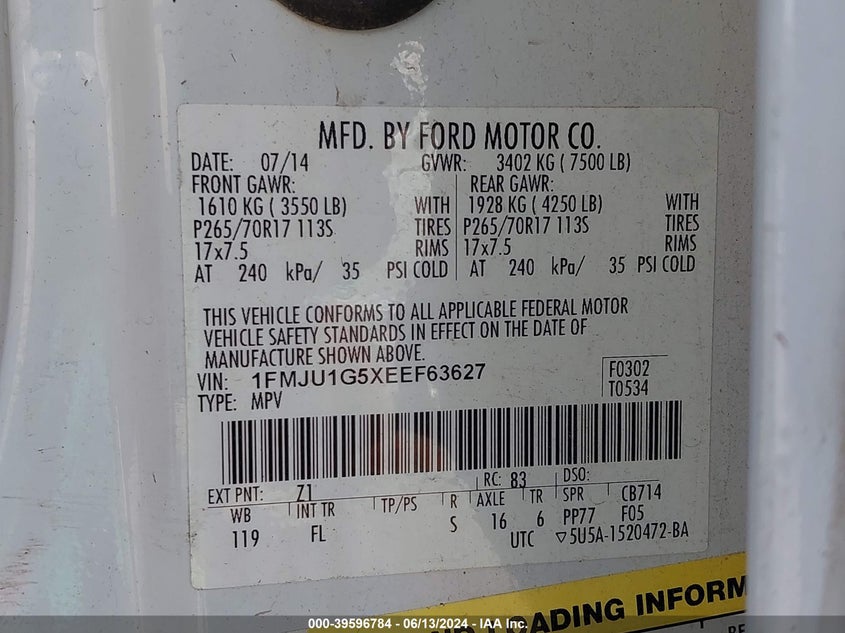 MFD. BY FORD MOTOR CO.
DATE: 07/14 GVWR: 3402 KG ( 7500 LB)
FRONT GAWR: REAR GAWR:
1610 KG ( 3550 LB) WITH 1928 KG ( 4250 LB) WITH
P265/70R17 113S TIRES P265/70R17 113S TIRES
17x7.5 RIMS 17x7.5 RIMS
AT 240 kPa/ 35 PSI COLD AT 240 kPa/ 35 PSI COLD
THIS VEHICLE CONFORMS TO ALL APPLICABLE FEDERAL MOTOR
VEHICLE SAFETY STANDARDS IN EFFECT ON THE DATE OF
MANUFACTURE SHOWN ABOVE.
VIN: 1FMJU1G5XEEF63627 F0302
TYPE: MPV T0534
EXT PNT: Z1 RC: 83 DSO:
WB INT TR TP/PS R AXLE TR SPR CB714
119 FL S 16 6 PP77 F05
UTC ▽5U5A-1520472-BA
LOADING INFORM
000-39596784 - 06/13/2024 - IAA Inc.